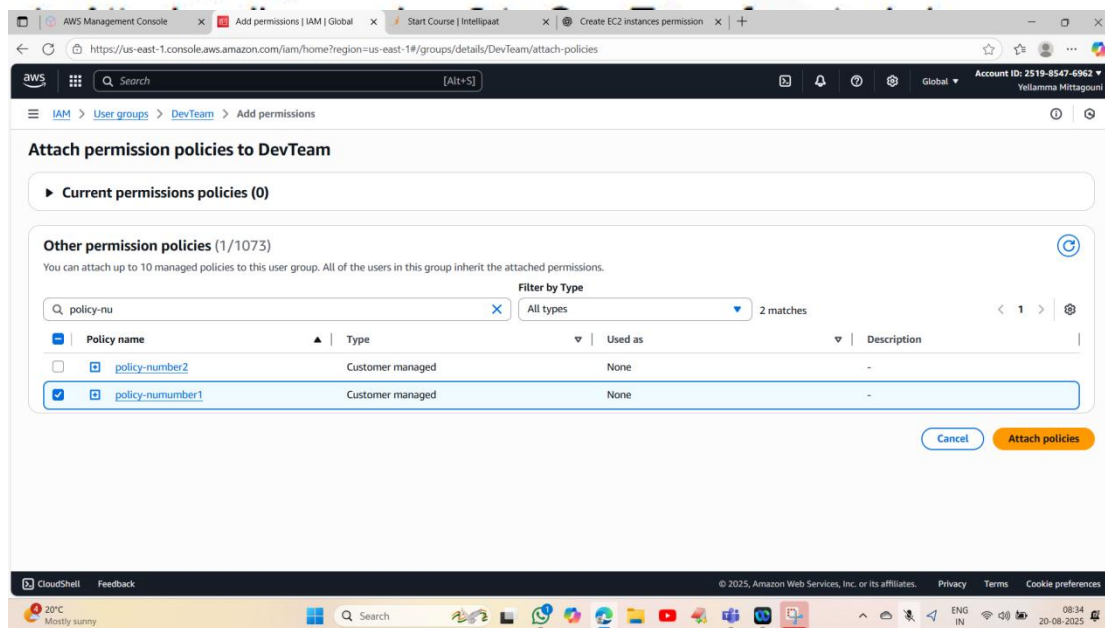 AWS Management Console
Add permissions | IAM | Global
Start Course | Intellipaat
Create EC2 instances permission
https://us-east-1.console.aws.amazon.com/iam/home?region=us-east-1#/groups/details/DevTeam/attach-policies
aws
Search
[Alt+S]
Global
Account ID: 2519-8547-6962
Yellamma Mittagouni
IAM > User groups > DevTeam > Add permissions
Attach permission policies to DevTeam
Current permissions policies (0)
Other permission policies (1/1073)
You can attach up to 10 managed policies to this user group. All of the users in this group inherit the attached permissions.
Filter by Type
policy-nu
All types
2 matches
1
Policy name
Type
Used as
Description
policy-number2
Customer managed
None
-
policy-numumber1
Customer managed
None
-
Cancel
Attach policies
CloudShell
Feedback
© 2025, Amazon Web Services, Inc. or its affiliates.
Privacy
Terms
Cookie preferences
4
20°C
Mostly sunny
Search
ENG
IN
08:34
20-08-2025